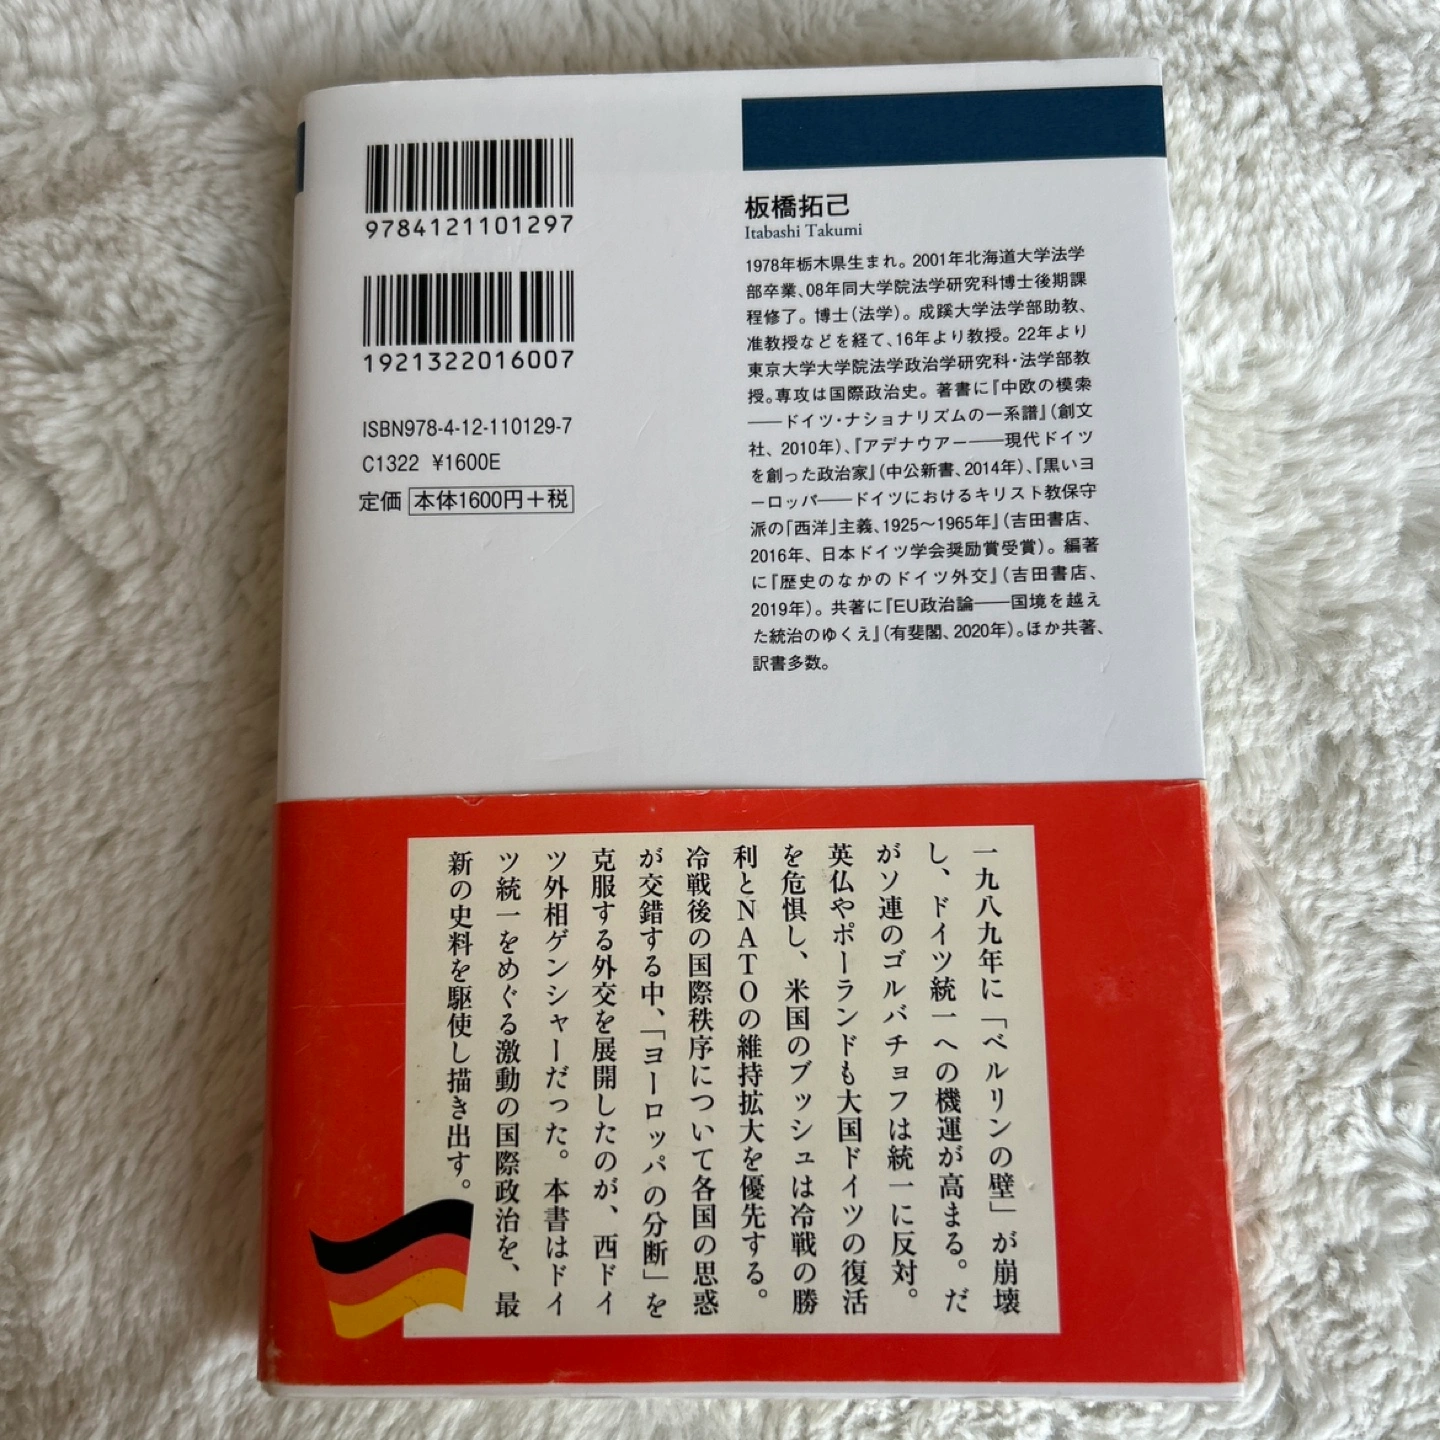 9784121101297
1921322016007
ISBN978-4-12-110129-7
C1322 ¥1600E
定価 本体1600円+税
板橋拓己
Itabashi Takumi
1978年栃木県生まれ。2001年北海道大学法学
部卒業、08年同大学院法学研究科博士後期課
程修了。博士(法学)。成蹊大学法学部助教、
准教授などを経て、16年より教授。22年より
東京大学大学院法学政治学研究科・法学部教
授。専攻は国際政治史。著書に『中欧の模索
――ドイツ・ナショナリズムの一系譜』(創文
社、2010年)、『アデナウアー――現代ドイツ
を創った政治家』(中公新書、2014年)、『黒いヨ
ーロッパ――ドイツにおけるキリスト教保守
派の「西洋」主義、1925～1965年』(吉田書店、
2016年、日本ドイツ学会奨励賞受賞)。編著
に『歴史のなかのドイツ外交』(吉田書店、
2019年)。共著に『EU政治論――国境を越え
た統治のゆくえ』(有斐閣、2020年)。ほか共著、
訳書多数。
一九八九年に「ベルリンの壁」が崩壊
し、ドイツ統一への機運が高まる。だ
がソ連のゴルバチョフは統一に反対。
英仏やポーランドも大国ドイツの復活
を危惧し、米国のブッシュは冷戦の勝
利とNATOの維持拡大を優先する。
冷戦後の国際秩序について各国の思惑
が交錯する中、「ヨーロッパの分断」を
克服する外交を展開したのが、西ドイ
ツ外相ゲンシャーだった。本書はドイ
ツ統一をめぐる激動の国際政治を、最
新の史料を駆使し描き出す。